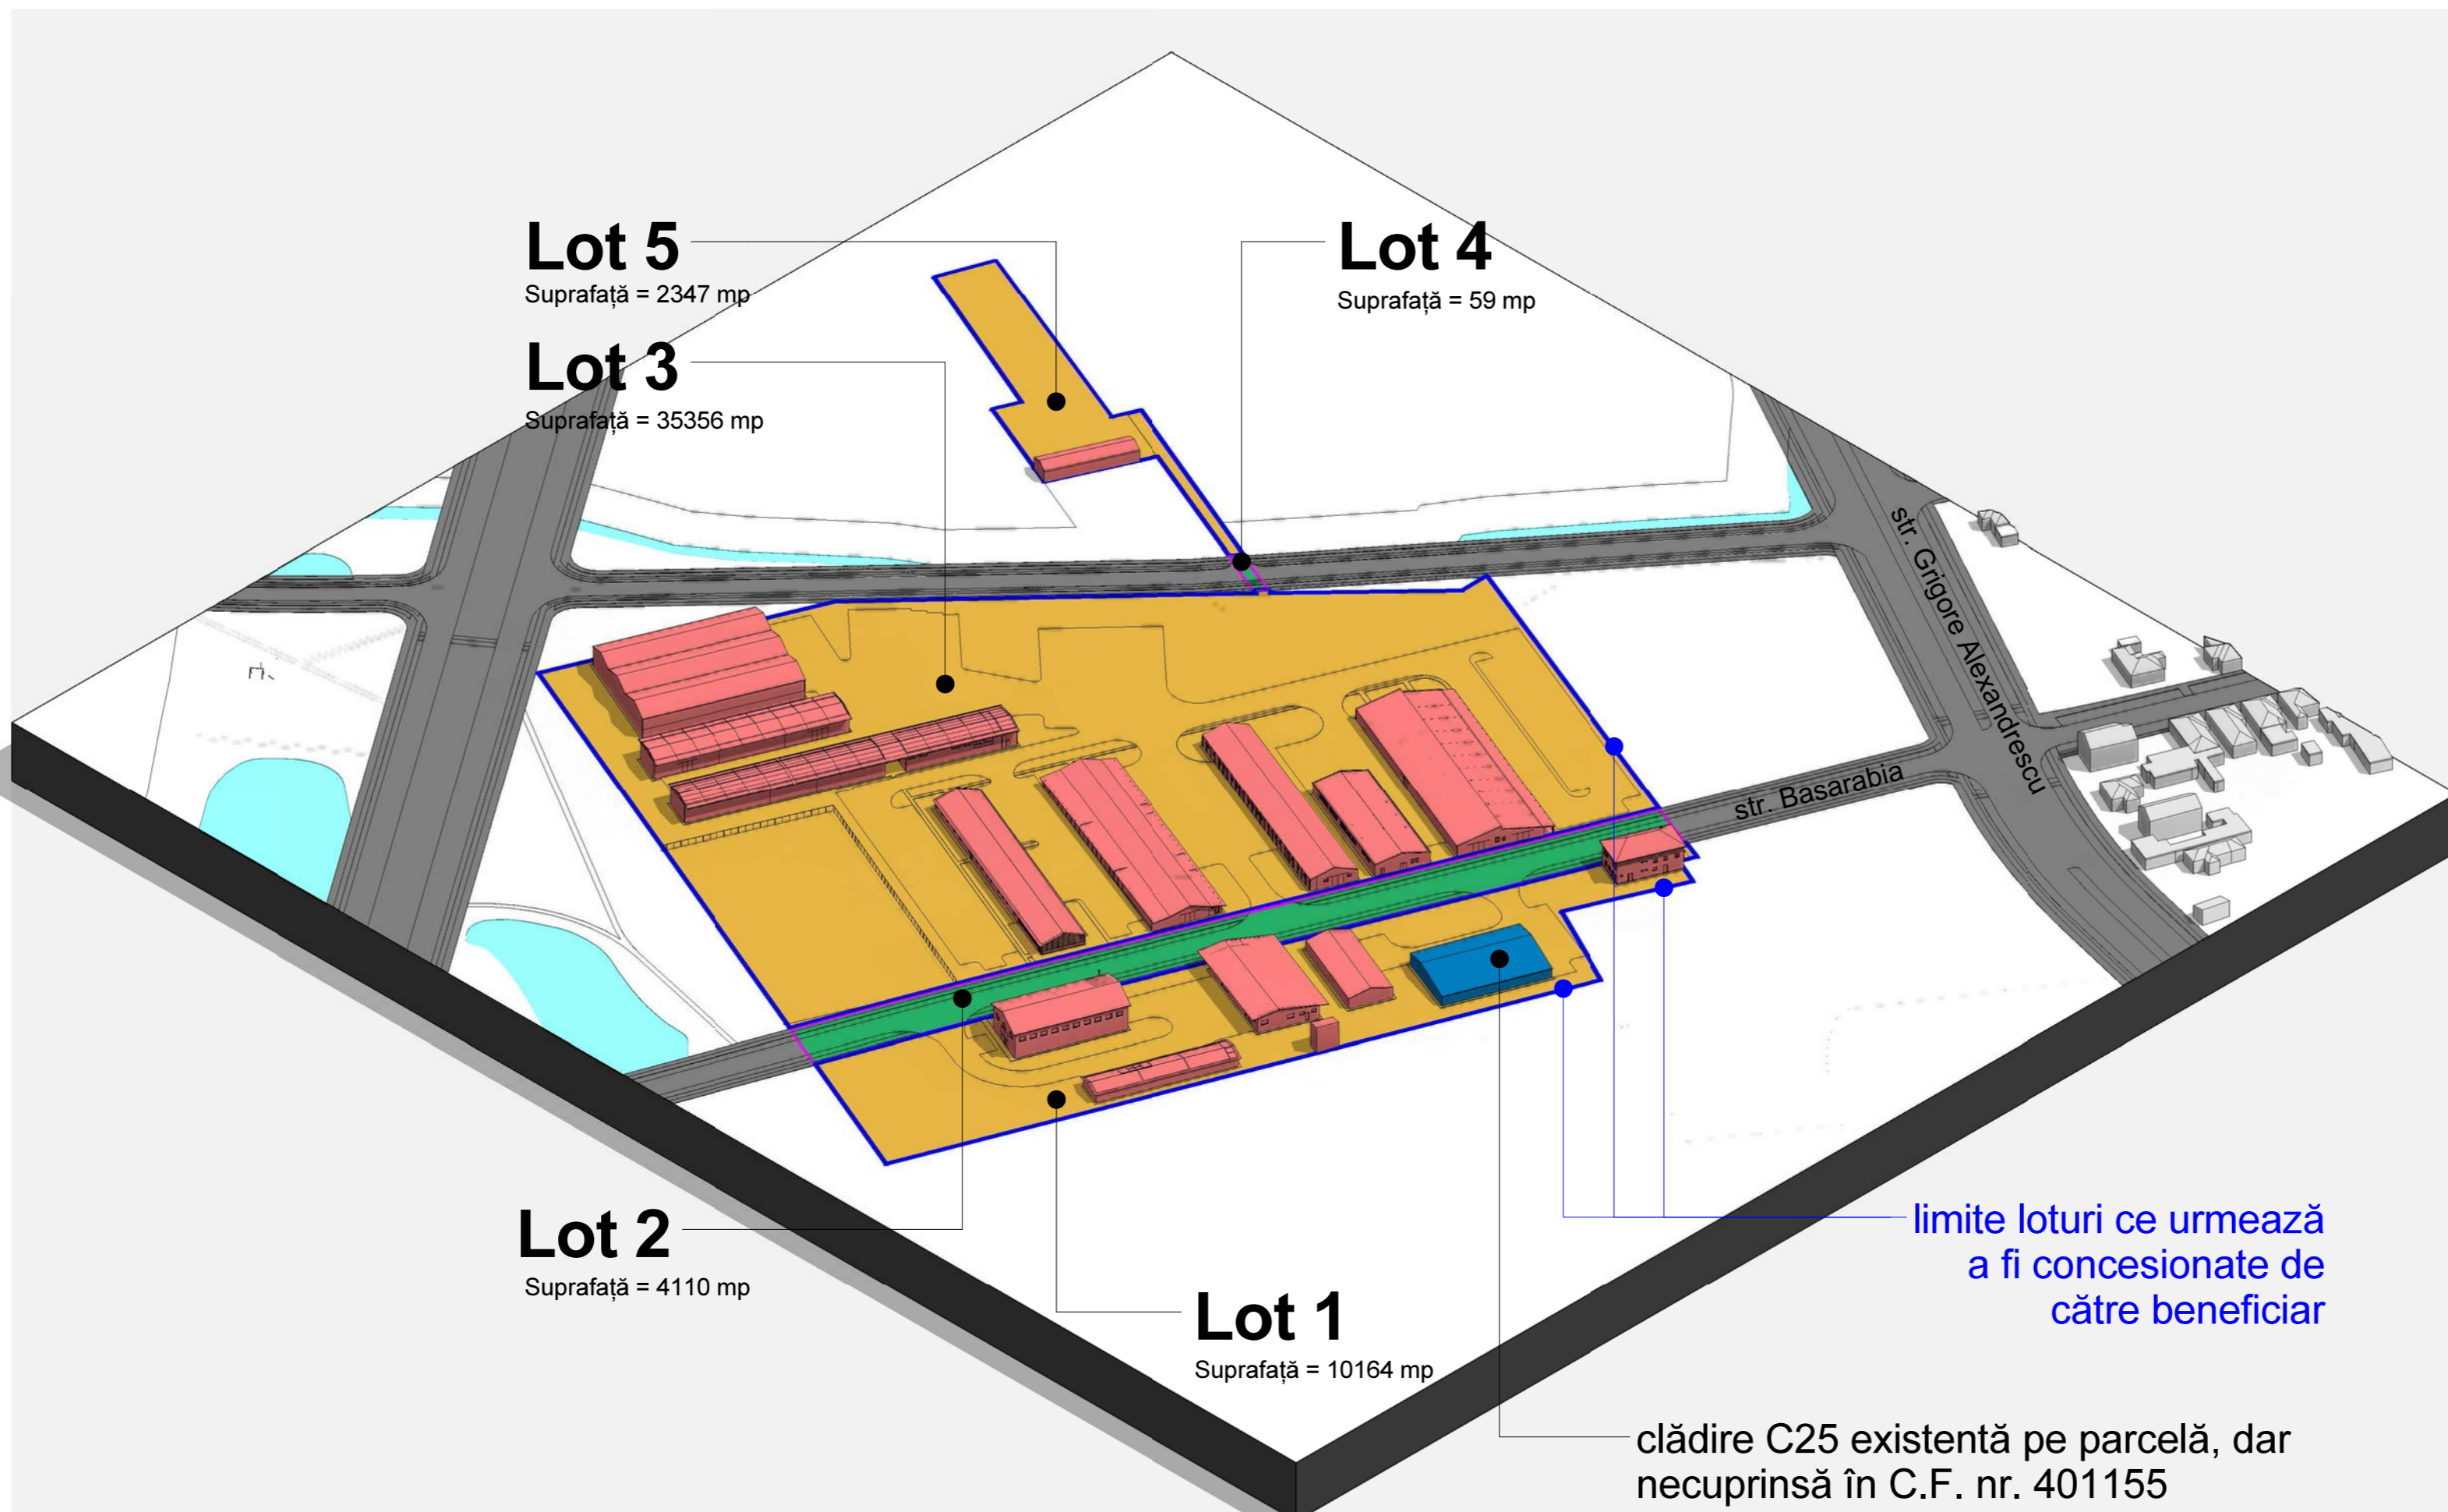 Lot 5
Suprafață = 2347 mp
Lot 4
Suprafață = 59 mp
Lot 3
Suprafață = 35356 mp
str. Grigore Alexandrescu
str. Basarabia
Lot 2
Suprafață = 4110 mp
Lot 1
Suprafață = 10164 mp
limite loturi ce urmează
a fi concesionate de
către beneficiar
clădire C25 existentă pe parcelă, dar
necuprinsă în C.F. nr. 401155